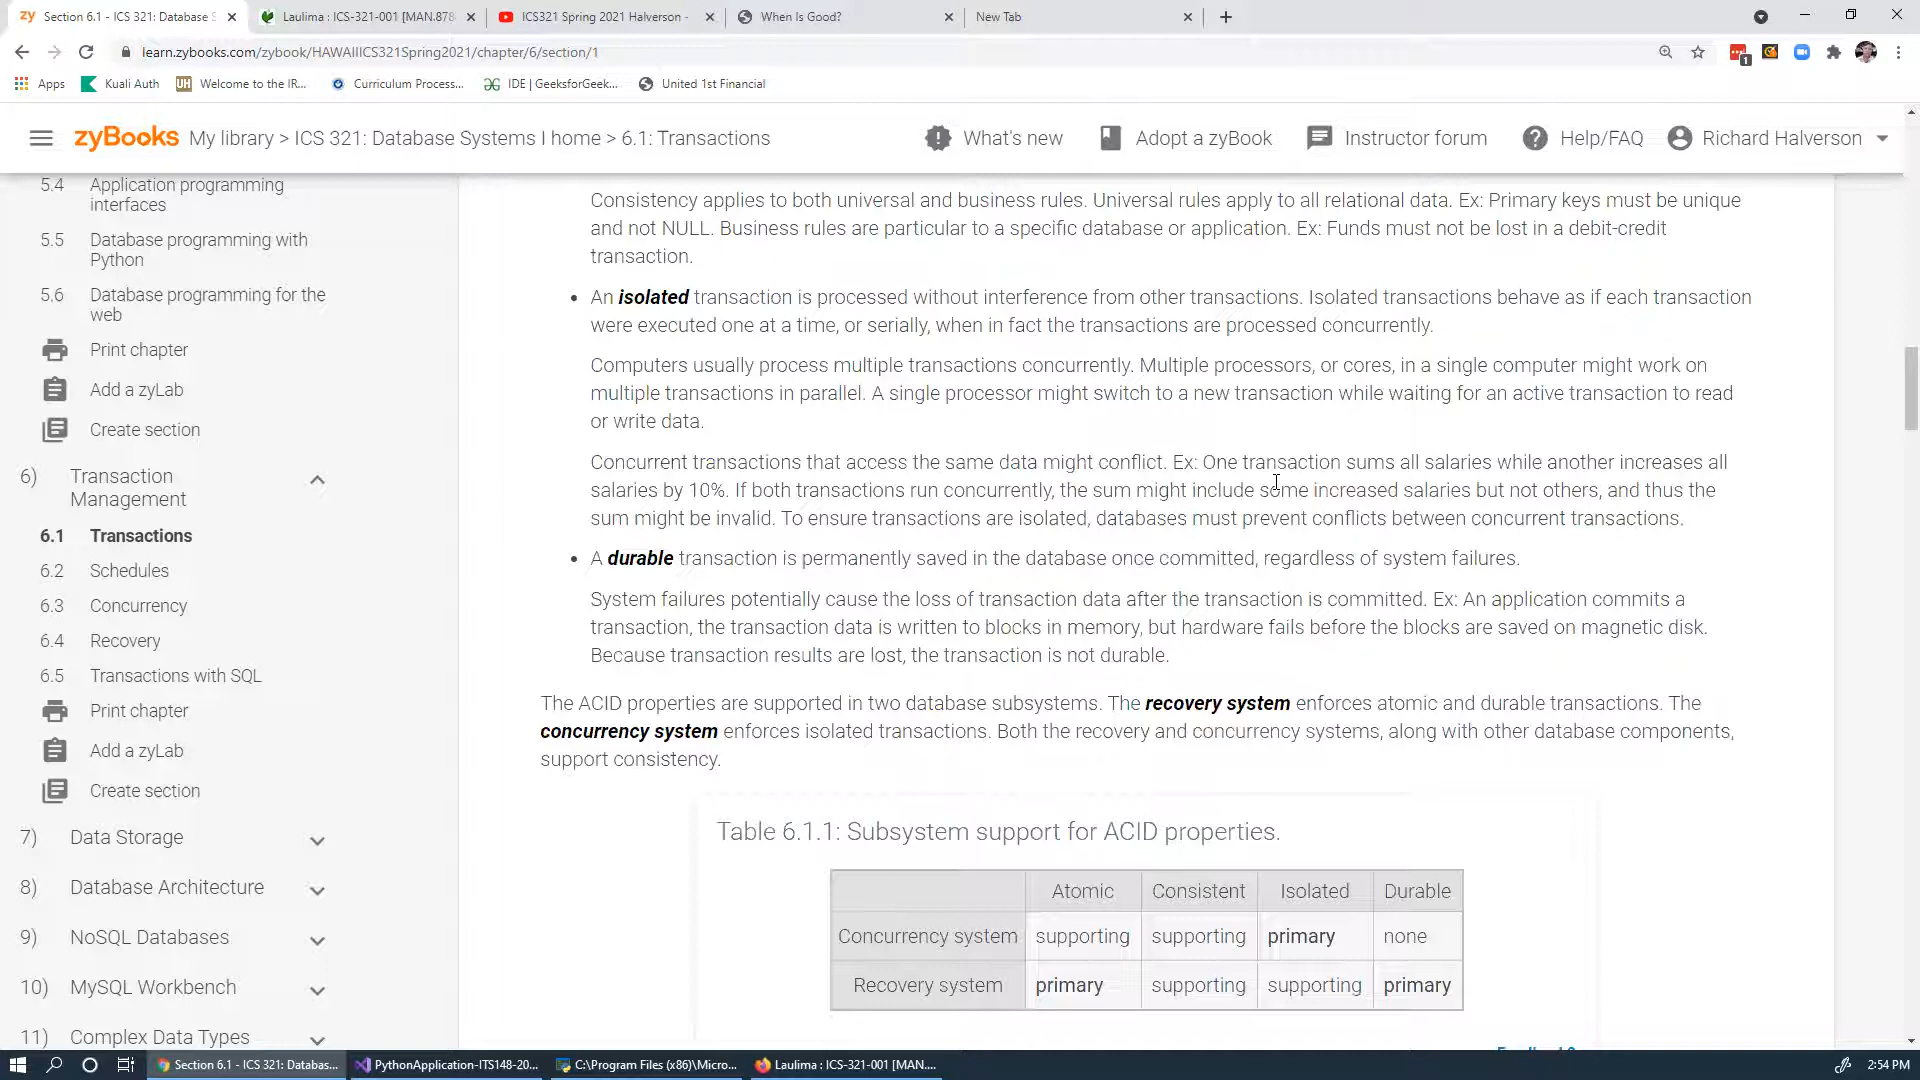 Section 6.1 - ICS 321: Database S
Laulima : ICS-321-001 [MAN.878
ICS321 Spring 2021 Halverson -
When Is Good?
New Tab
learn.zybooks.com/zybook/HAWAIIICS321Spring2021/chapter/6/section/1
Apps
Kuali Auth
Welcome to the IR...
Curriculum Process...
IDE | GeeksforGeek...
United 1st Financial
zyBooks
My library > ICS 321: Database Systems I home > 6.1: Transactions
What's new
Adopt a zyBook
Instructor forum
Help/FAQ
Richard Halverson
5.4 Application programming
interfaces
5.5 Database programming with
Python
5.6 Database programming for the
web
Print chapter
Add a zyLab
Create section
6) Transaction
Management
6.1 Transactions
6.2 Schedules
6.3 Concurrency
6.4 Recovery
6.5 Transactions with SQL
Print chapter
Add a zyLab
Create section
7) Data Storage
8) Database Architecture
9) NoSQL Databases
10) MySQL Workbench
11) Complex Data Types
Consistency applies to both universal and business rules. Universal rules apply to all relational data. Ex: Primary keys must be unique
and not NULL. Business rules are particular to a specific database or application. Ex: Funds must not be lost in a debit-credit
transaction.
• An isolated transaction is processed without interference from other transactions. Isolated transactions behave as if each transaction
were executed one at a time, or serially, when in fact the transactions are processed concurrently.
Computers usually process multiple transactions concurrently. Multiple processors, or cores, in a single computer might work on
multiple transactions in parallel. A single processor might switch to a new transaction while waiting for an active transaction to read
or write data.
Concurrent transactions that access the same data might conflict. Ex: One transaction sums all salaries while another increases all
salaries by 10%. If both transactions run concurrently, the sum might include some increased salaries but not others, and thus the
sum might be invalid. To ensure transactions are isolated, databases must prevent conflicts between concurrent transactions.
• A durable transaction is permanently saved in the database once committed, regardless of system failures.
System failures potentially cause the loss of transaction data after the transaction is committed. Ex: An application commits a
transaction, the transaction data is written to blocks in memory, but hardware fails before the blocks are saved on magnetic disk.
Because transaction results are lost, the transaction is not durable.
The ACID properties are supported in two database subsystems. The recovery system enforces atomic and durable transactions. The
concurrency system enforces isolated transactions. Both the recovery and concurrency systems, along with other database components,
support consistency.
Table 6.1.1: Subsystem support for ACID properties.
Atomic Consistent Isolated Durable
Concurrency system supporting supporting primary none
Recovery system primary supporting supporting primary
Section 6.1 - ICS 321: Databas...
PythonApplication-ITS148-20...
C:\Program Files (x86)\Micro...
Laulima : ICS-321-001 [MAN....
2:54 PM